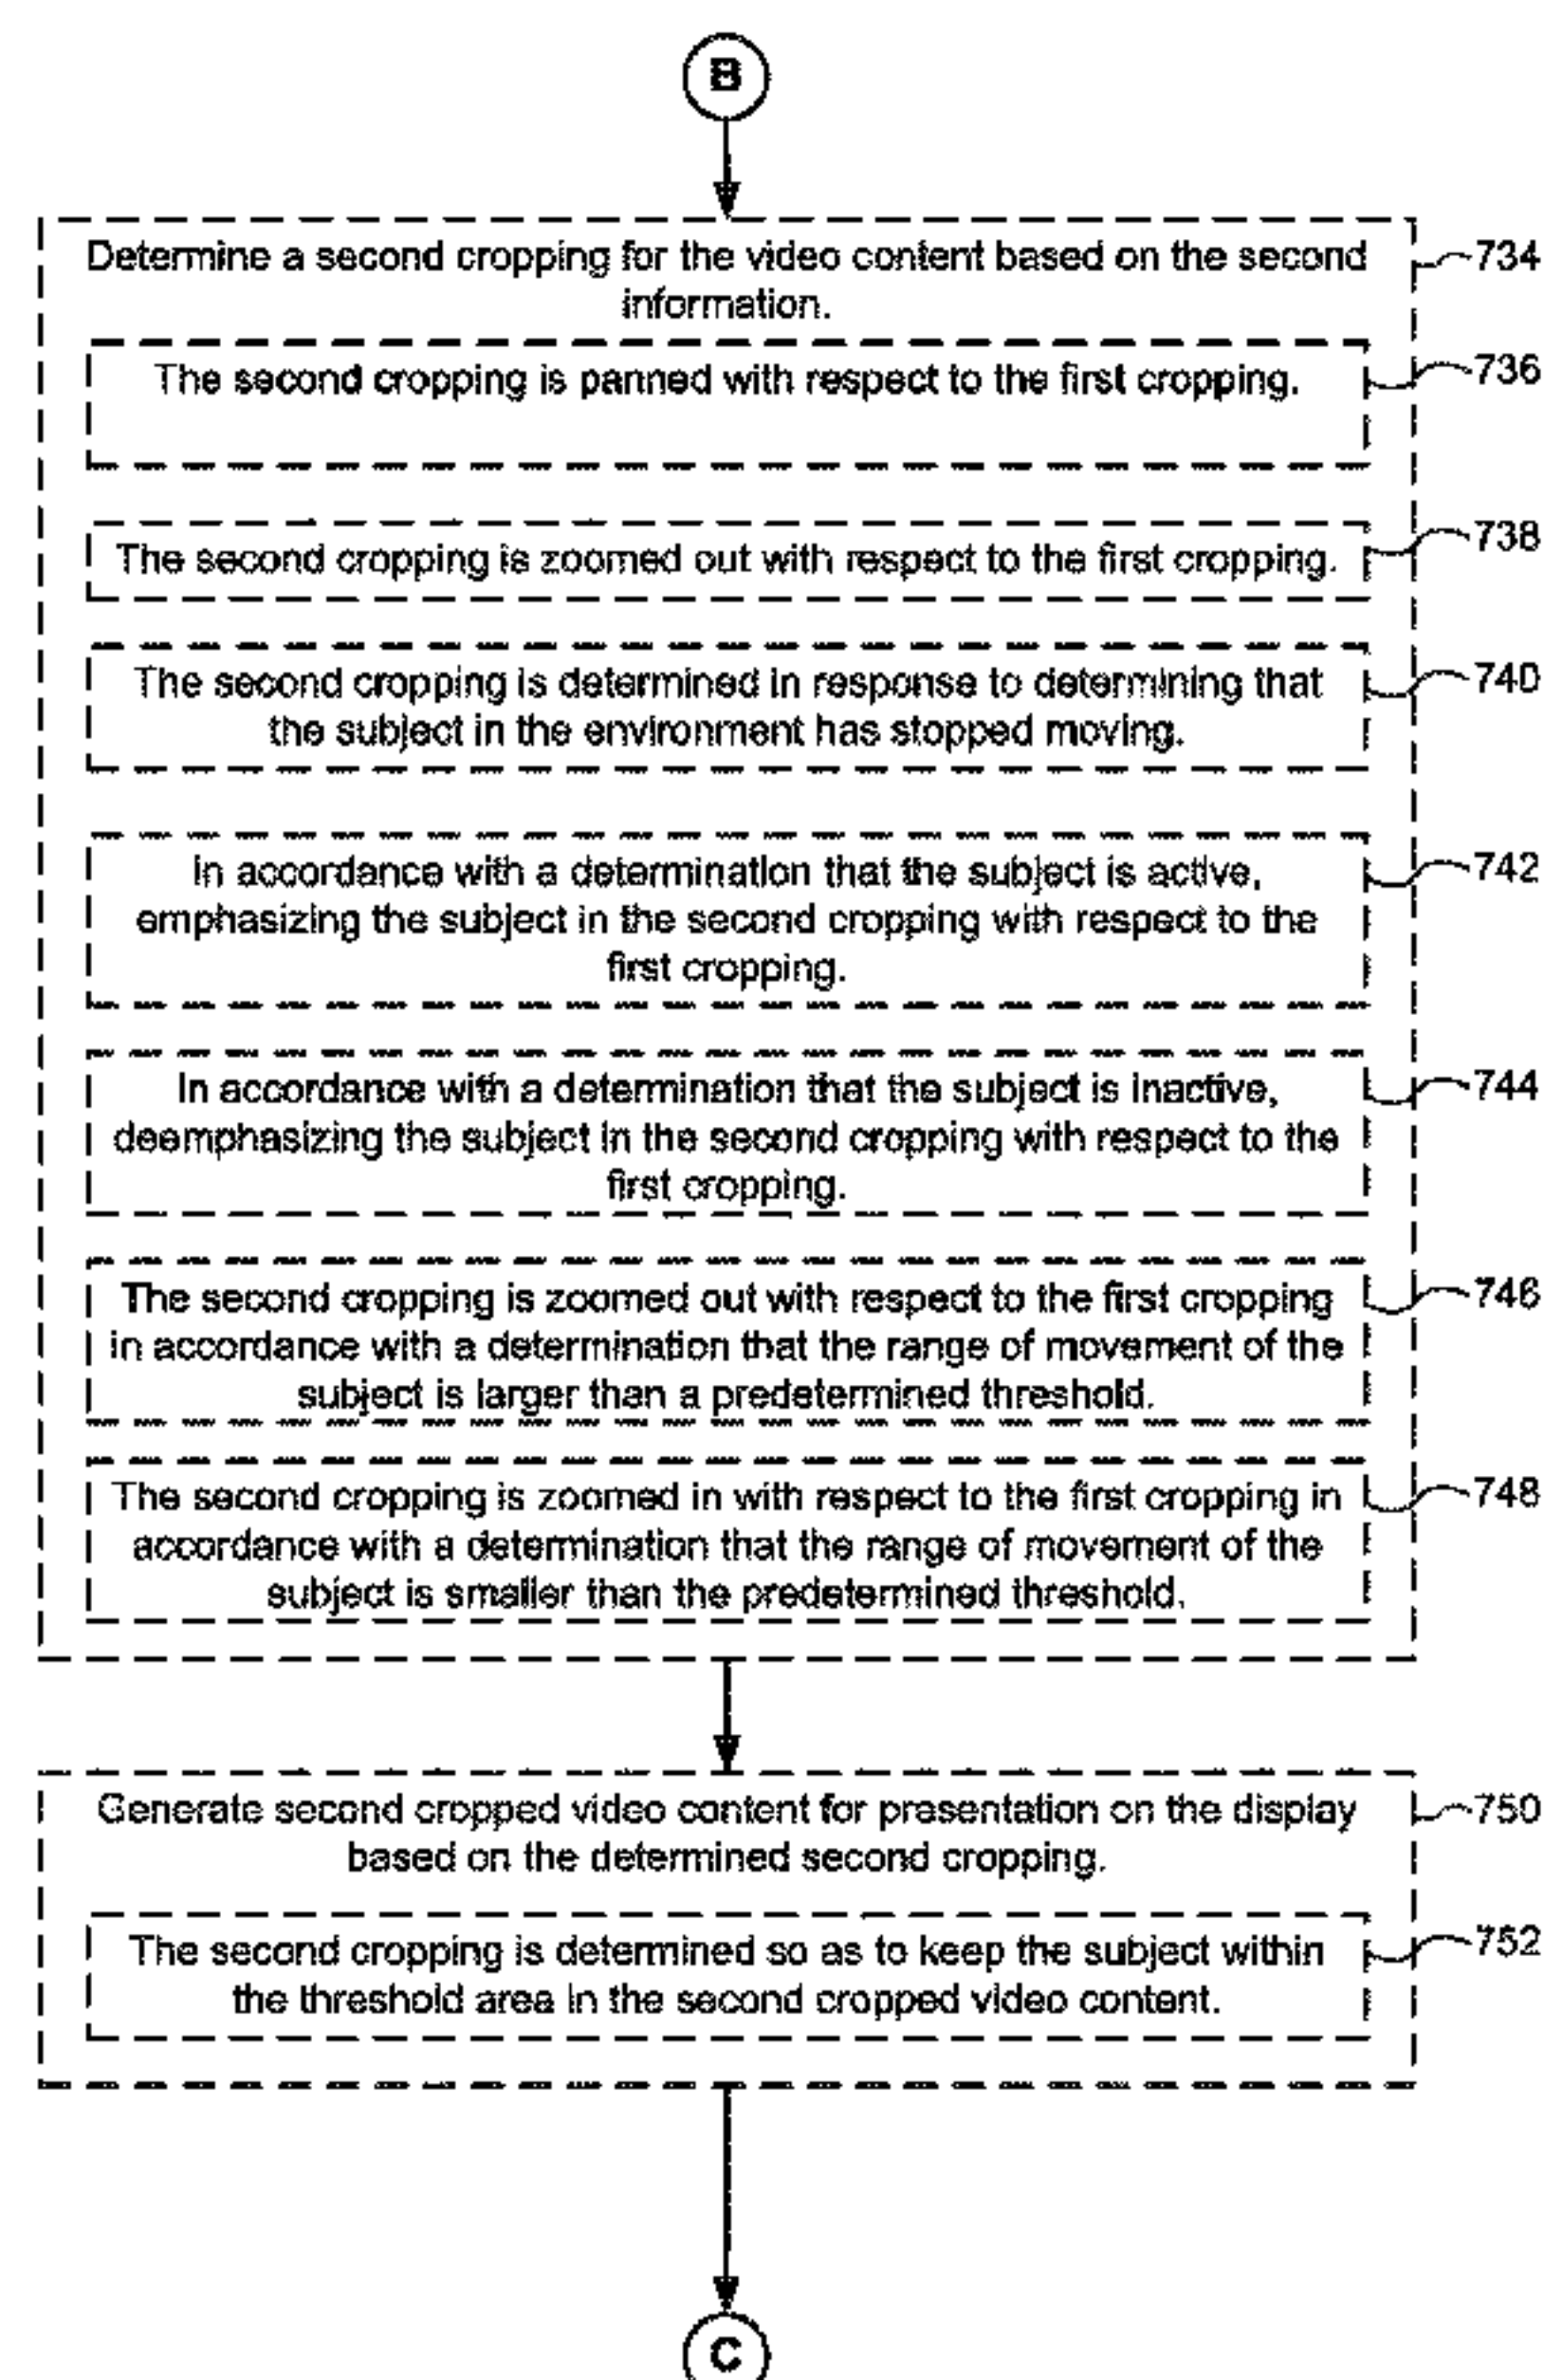 B
Determine a second cropping for the video content based on the second
information.
734
The second cropping is panned with respect to the first cropping.
736
The second cropping is zoomed out with respect to the first cropping.
738
The second cropping is determined in response to determining that
the subject in the environment has stopped moving.
740
In accordance with a determination that the subject is active,
emphasizing the subject in the second cropping with respect to the
first cropping.
742
In accordance with a determination that the subject is inactive,
deemphasizing the subject in the second cropping with respect to the
first cropping.
744
The second cropping is zoomed out with respect to the first cropping
in accordance with a determination that the range of movement of the
subject is larger than a predetermined threshold.
746
The second cropping is zoomed in with respect to the first cropping in
accordance with a determination that the range of movement of the
subject is smaller than the predetermined threshold.
748
Generate second cropped video content for presentation on the display
based on the determined second cropping.
750
The second cropping is determined so as to keep the subject within
the threshold area in the second cropped video content.
752
C